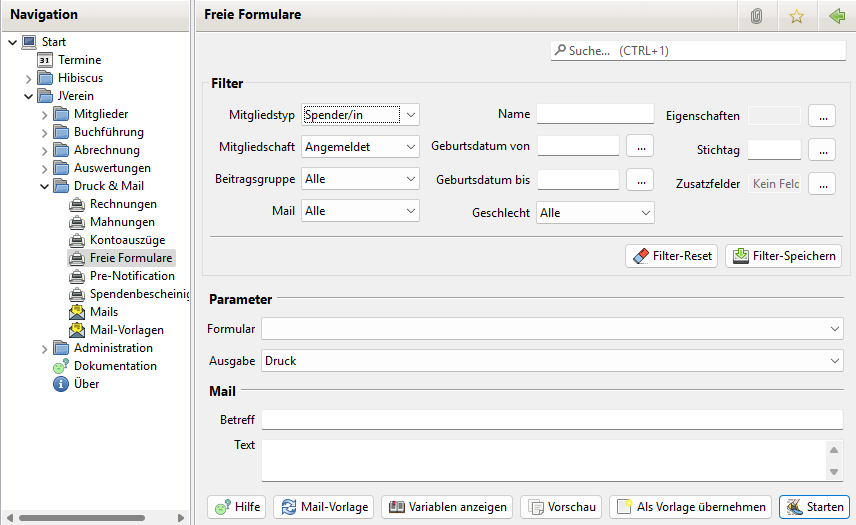 Navigation
Start
31 Termine
Hibiscus
JVerein
Mitglieder
Buchführung
Abrechnung
Auswertungen
Druck & Mail
Rechnungen
Mahnungen
Kontoauszüge
Freie Formulare
Pre-Notification
Spendenbescheinig
Mails
Mail-Vorlagen
Administration
Dokumentation
Über
Freie Formulare
Suche... (CTRL+1)
Filter
Mitgliedstyp Spender/in Name Eigenschaften ...
Mitgliedschaft Angemeldet Geburtsdatum von ... Stichtag ...
Beitragsgruppe Alle Geburtsdatum bis ... Zusatzfelder Kein Feld ...
Mail Alle Geschlecht Alle
Filter-Reset Filter-Speichern
Parameter
Formular
Ausgabe Druck
Mail
Betreff
Text
Hilfe Mail-Vorlage Variablen anzeigen Vorschau Als Vorlage übernehmen Starten